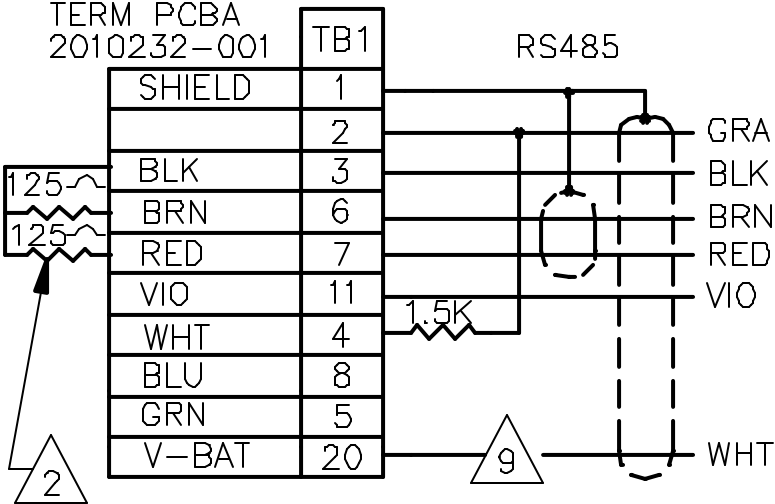 TERM PCBA
2010232-001
TB1
RS485
SHIELD 1
2 GRA
BLK 3 BLK
125
BRN 6 BRN
125
RED 7 RED
VIO 11 VIO
1.5K
WHT 4
BLU 8
GRN 5
V-BAT 20 WHT
9
2